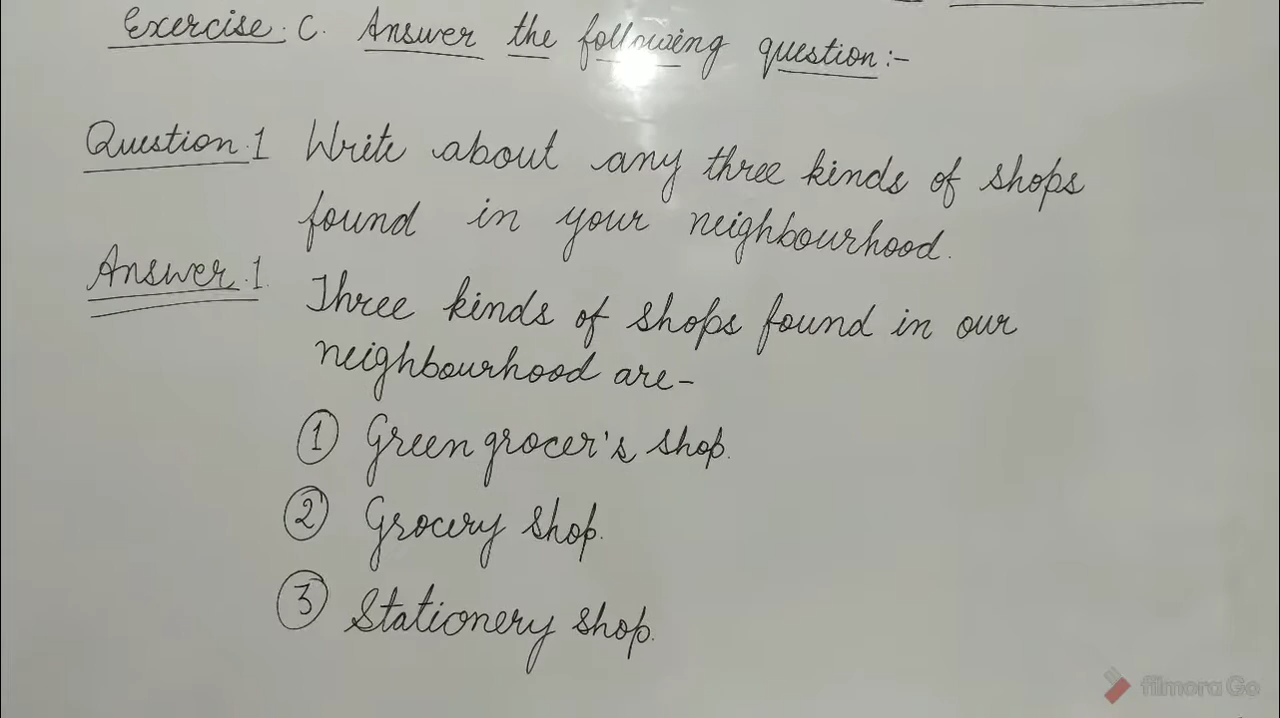 Exercise: C. Answer the following question:-
Question.1 Write about any three kinds of shops
found in your neighbourhood.
Answer.1. Three kinds of shops found in our
neighbourhood are-
① Green grocer's shop.
② Grocery shop.
③ Stationery shop.
filmora Go